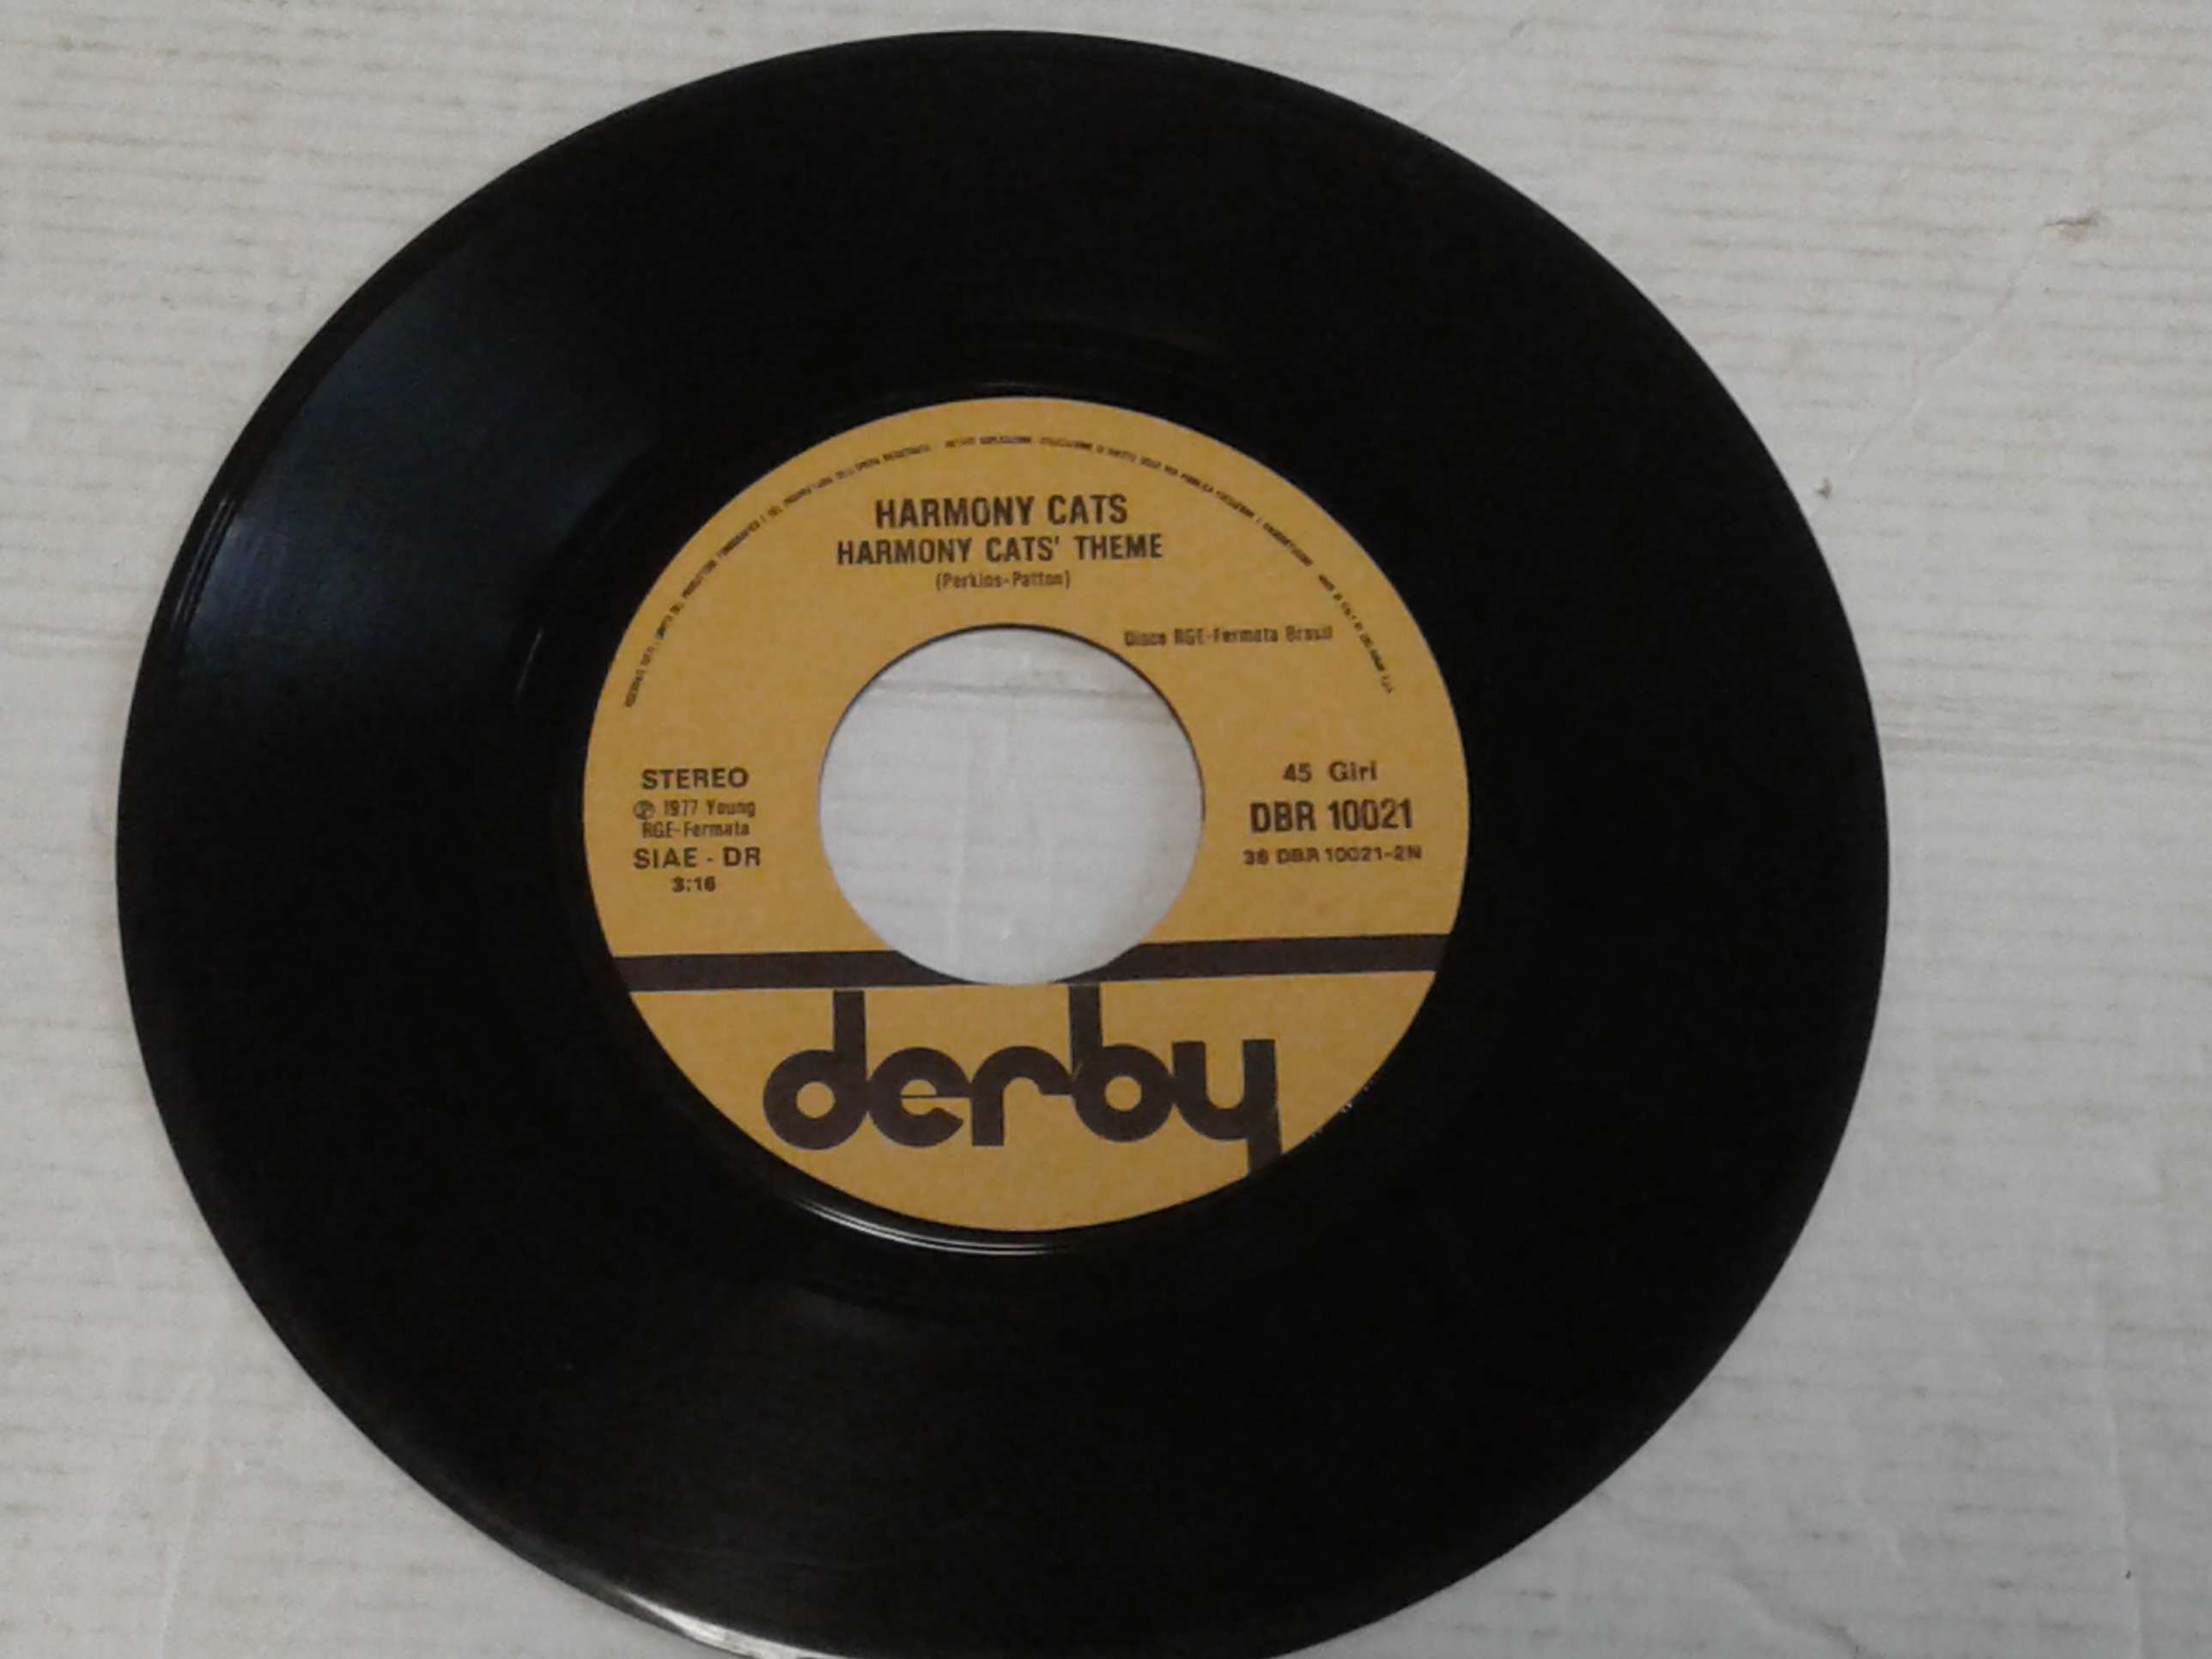 HARMONY CATS
HARMONY CATS' THEME
(Perkins-Patton)
Disco RGE-Fermata Brasil
STEREO
℗ 1977 Young
RGE-Fermata
SIAE - DR
3:16
45 Giri
DBR 10021
38 DBR 10021-2N
derby